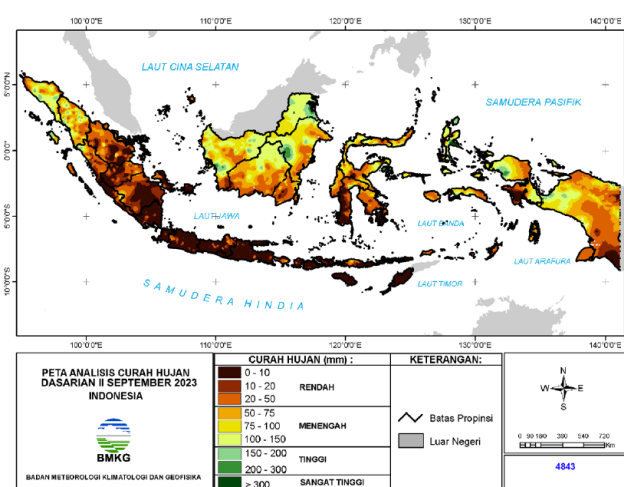 100°0'0"E 110°0'0"E 120°0'0"E 130°0'0"E 140°0'0"E
LAUT CINA SELATAN
5°0'0"N
SAMUDERA PASIFIK
0°0'0"
LAUT JAWA
LAUT BANDA
5°0'0"S
LAUT ARAFURA
LAUT TIMOR
10°0'0"S
SAMUDERA HINDIA
100°0'0"E 110°0'0"E 120°0'0"E 130°0'0"E 140°0'0"E
PETA ANALISIS CURAH HUJAN
DASARIAN II SEPTEMBER 2023
INDONESIA
BMKG
BADAN METEOROLOGI KLIMATOLOGI DAN GEOFISIKA
CURAH HUJAN (mm) :
0 - 10
10 - 20 RENDAH
20 - 50
50 - 75
75 - 100 MENENGAH
100 - 150
150 - 200 TINGGI
200 - 300
≥ 300 SANGAT TINGGI
KETERANGAN:
Batas Propinsi
Luar Negeri
N
W E
S
0 90 180 360 540 720
Km
4843